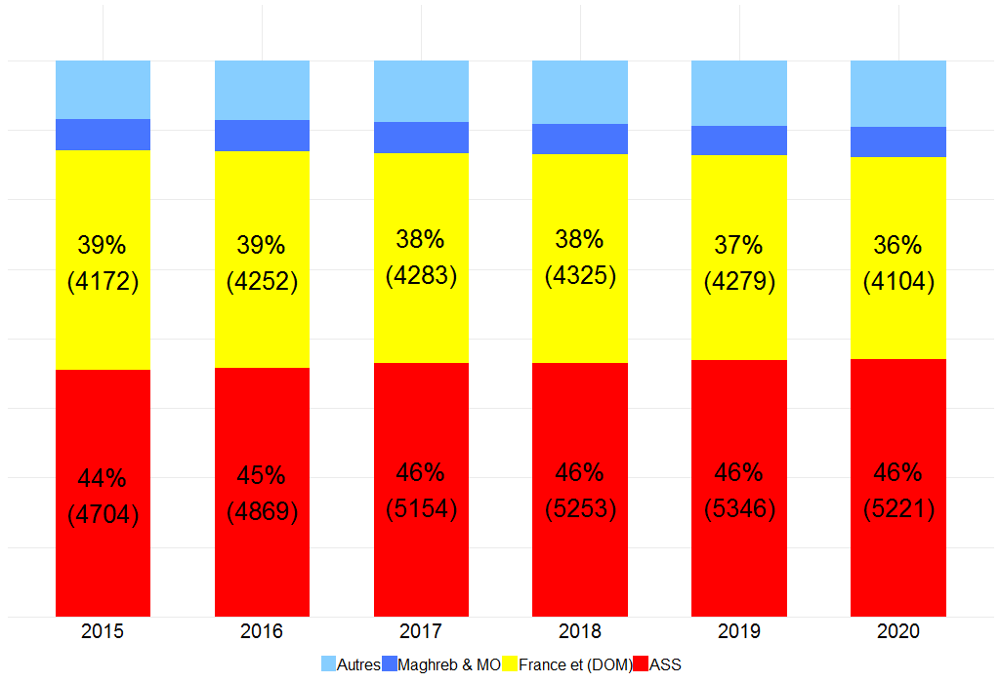 39% 39% 38% 38% 37% 36%
(4172) (4252) (4283) (4325) (4279) (4104)
44% 45% 46% 46% 46% 46%
(4704) (4869) (5154) (5253) (5346) (5221)
2015 2016 2017 2018 2019 2020
Autres Maghreb & MO France et (DOM) ASS